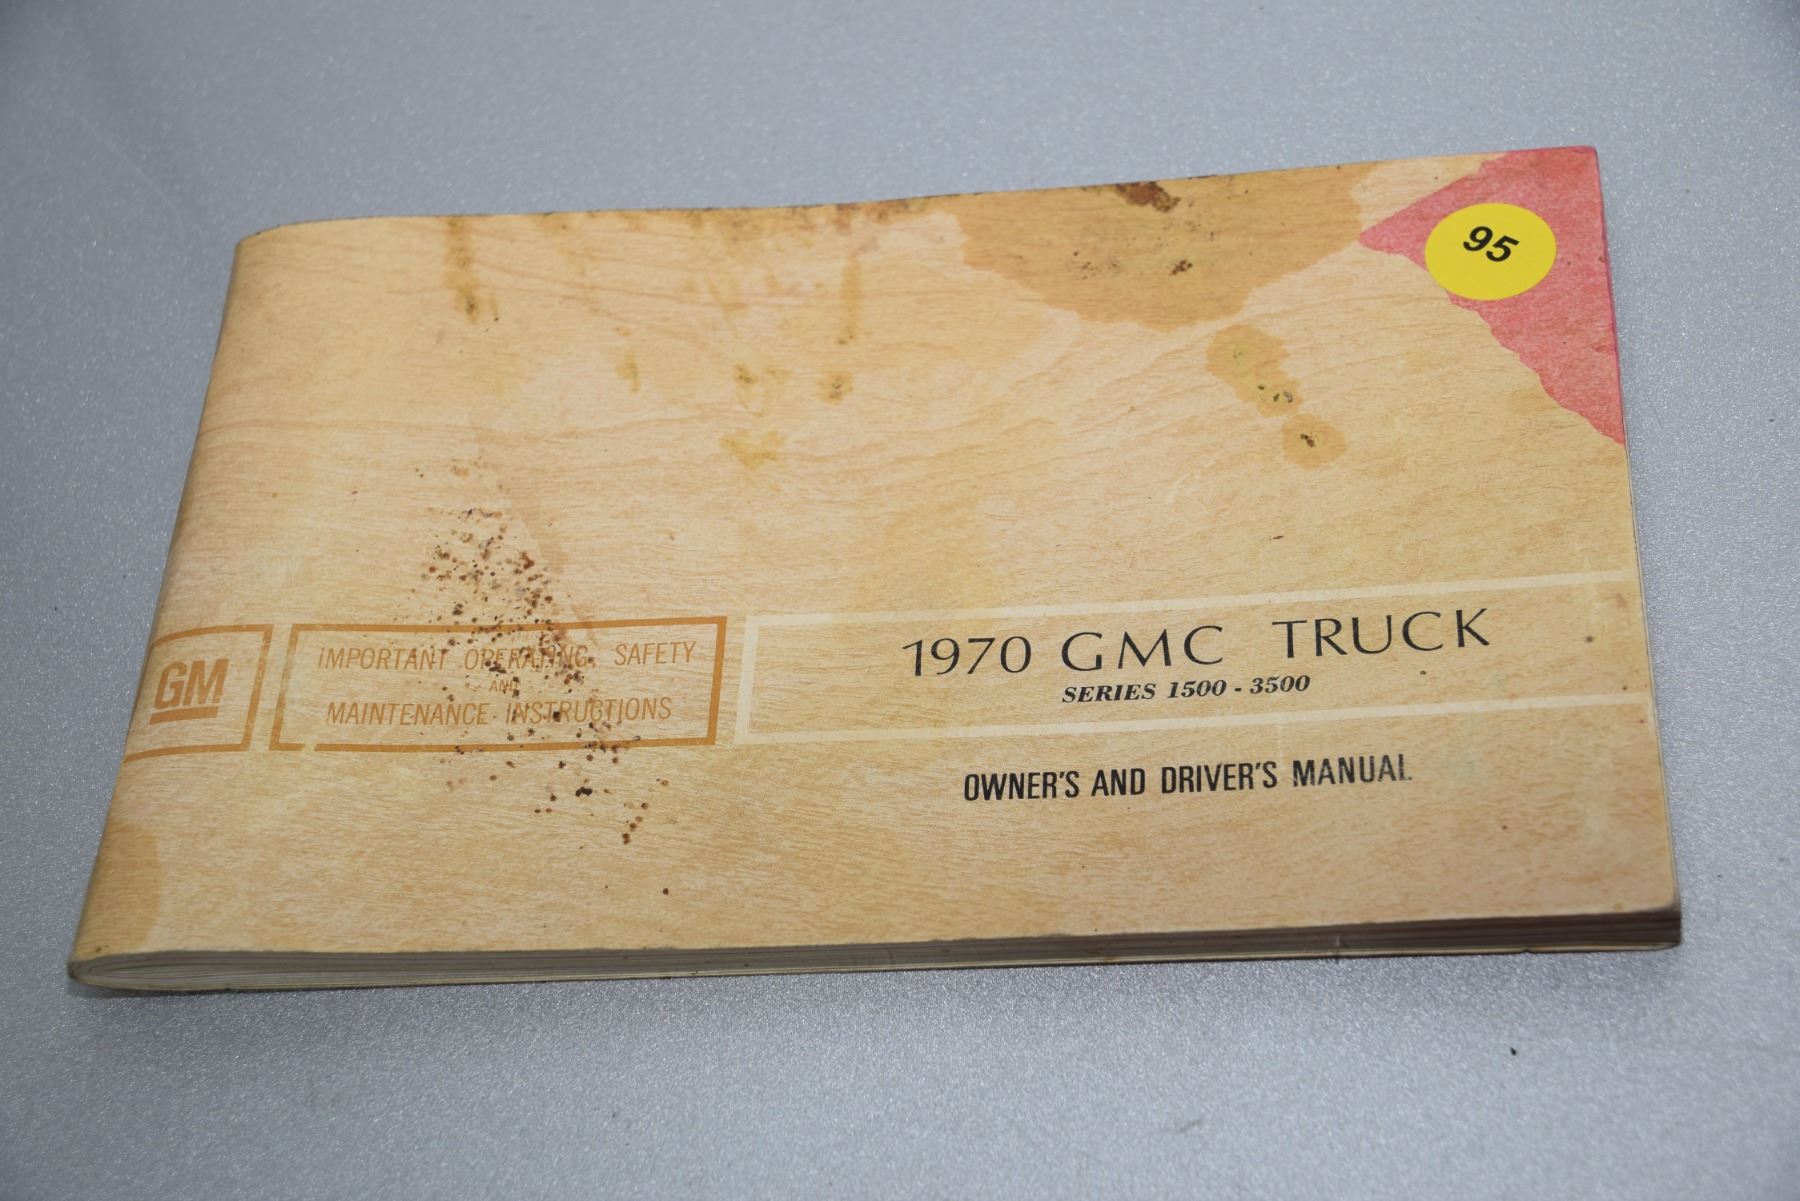 95
GM
IMPORTANT OPERATING, SAFETY
AND
MAINTENANCE INSTRUCTIONS
1970 GMC TRUCK
SERIES 1500 - 3500
OWNER'S AND DRIVER'S MANUAL